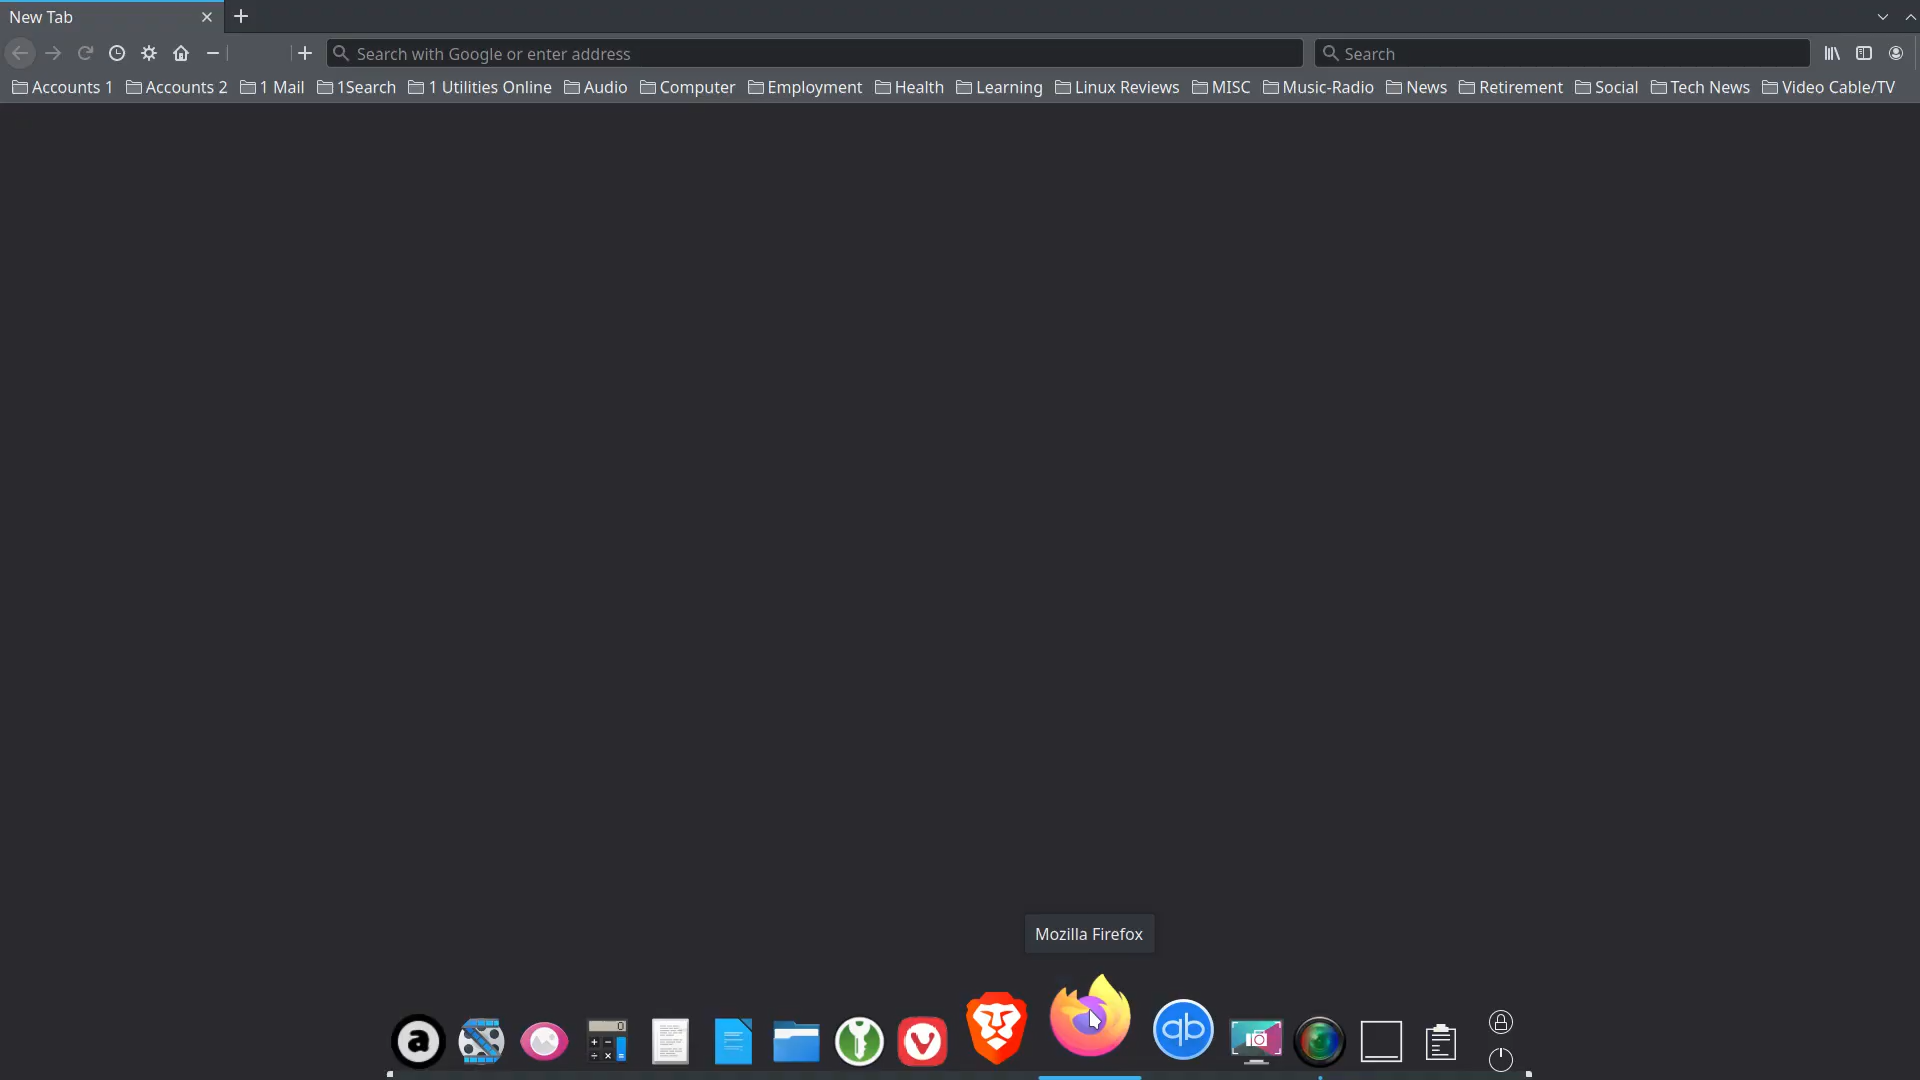 New Tab
Search with Google or enter address
Search
Accounts 1 Accounts 2 1 Mail 1Search 1 Utilities Online Audio Computer Employment Health Learning Linux Reviews MISC Music-Radio News Retirement Social Tech News Video Cable/TV
Mozilla Firefox
a
0
qb